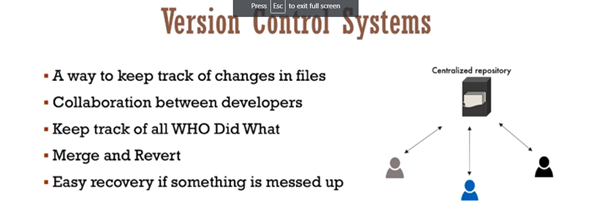 Press Esc to exit full screen
Version Control Systems
A way to keep track of changes in files
Collaboration between developers
Keep track of all WHO Did What
Merge and Revert
Easy recovery if something is messed up
Centralized repository